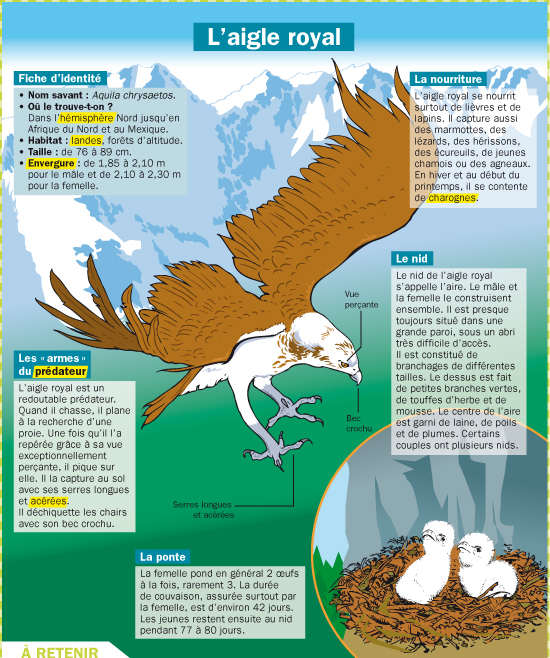 L'aigle royal
Fiche d'identité
• Nom savant : Aquila chrysaetos.
• Où le trouve-t-on ?
Dans l'hémisphère Nord jusqu'en
Afrique du Nord et au Mexique.
• Habitat : landes, forêts d'altitude.
• Taille : de 76 à 89 cm.
• Envergure : de 1,85 à 2,10 m
pour le mâle et de 2,10 à 2,30 m
pour la femelle.
La nourriture
L'aigle royal se nourrit
surtout de lièvres et de
lapins. Il capture aussi
des marmottes, des
lézards, des hérissons,
des écureuils, de jeunes
chamois ou des agneaux.
En hiver et au début du
printemps, il se contente
de charognes.
Le nid
Le nid de l'aigle royal
s'appelle l'aire. Le mâle et
la femelle le construisent
ensemble. Il est presque
toujours situé dans une
grande paroi, sous un abri
très difficile d'accès.
Il est constitué de
branchages de différentes
tailles. Le dessus est fait
de petites branches vertes,
de touffes d'herbe et de
mousse. Le centre de l'aire
est garni de laine, de poils
et de plumes. Certains
couples ont plusieurs nids.
Vue
perçante
Bec
crochu
Les « armes »
du prédateur
L'aigle royal est un
redoutable prédateur.
Quand il chasse, il plane
à la recherche d'une
proie. Une fois qu'il l'a
repérée grâce à sa vue
exceptionnellement
perçante, il pique sur
elle. Il la capture au sol
avec ses serres longues
et acérées.
Il déchiquette les chairs
avec son bec crochu.
Serres longues
et acérées
La ponte
La femelle pond en général 2 œufs
à la fois, rarement 3. La durée
de couvaison, assurée surtout par
la femelle, est d'environ 42 jours.
Les jeunes restent ensuite au nid
pendant 77 à 80 jours.
À RETENIR